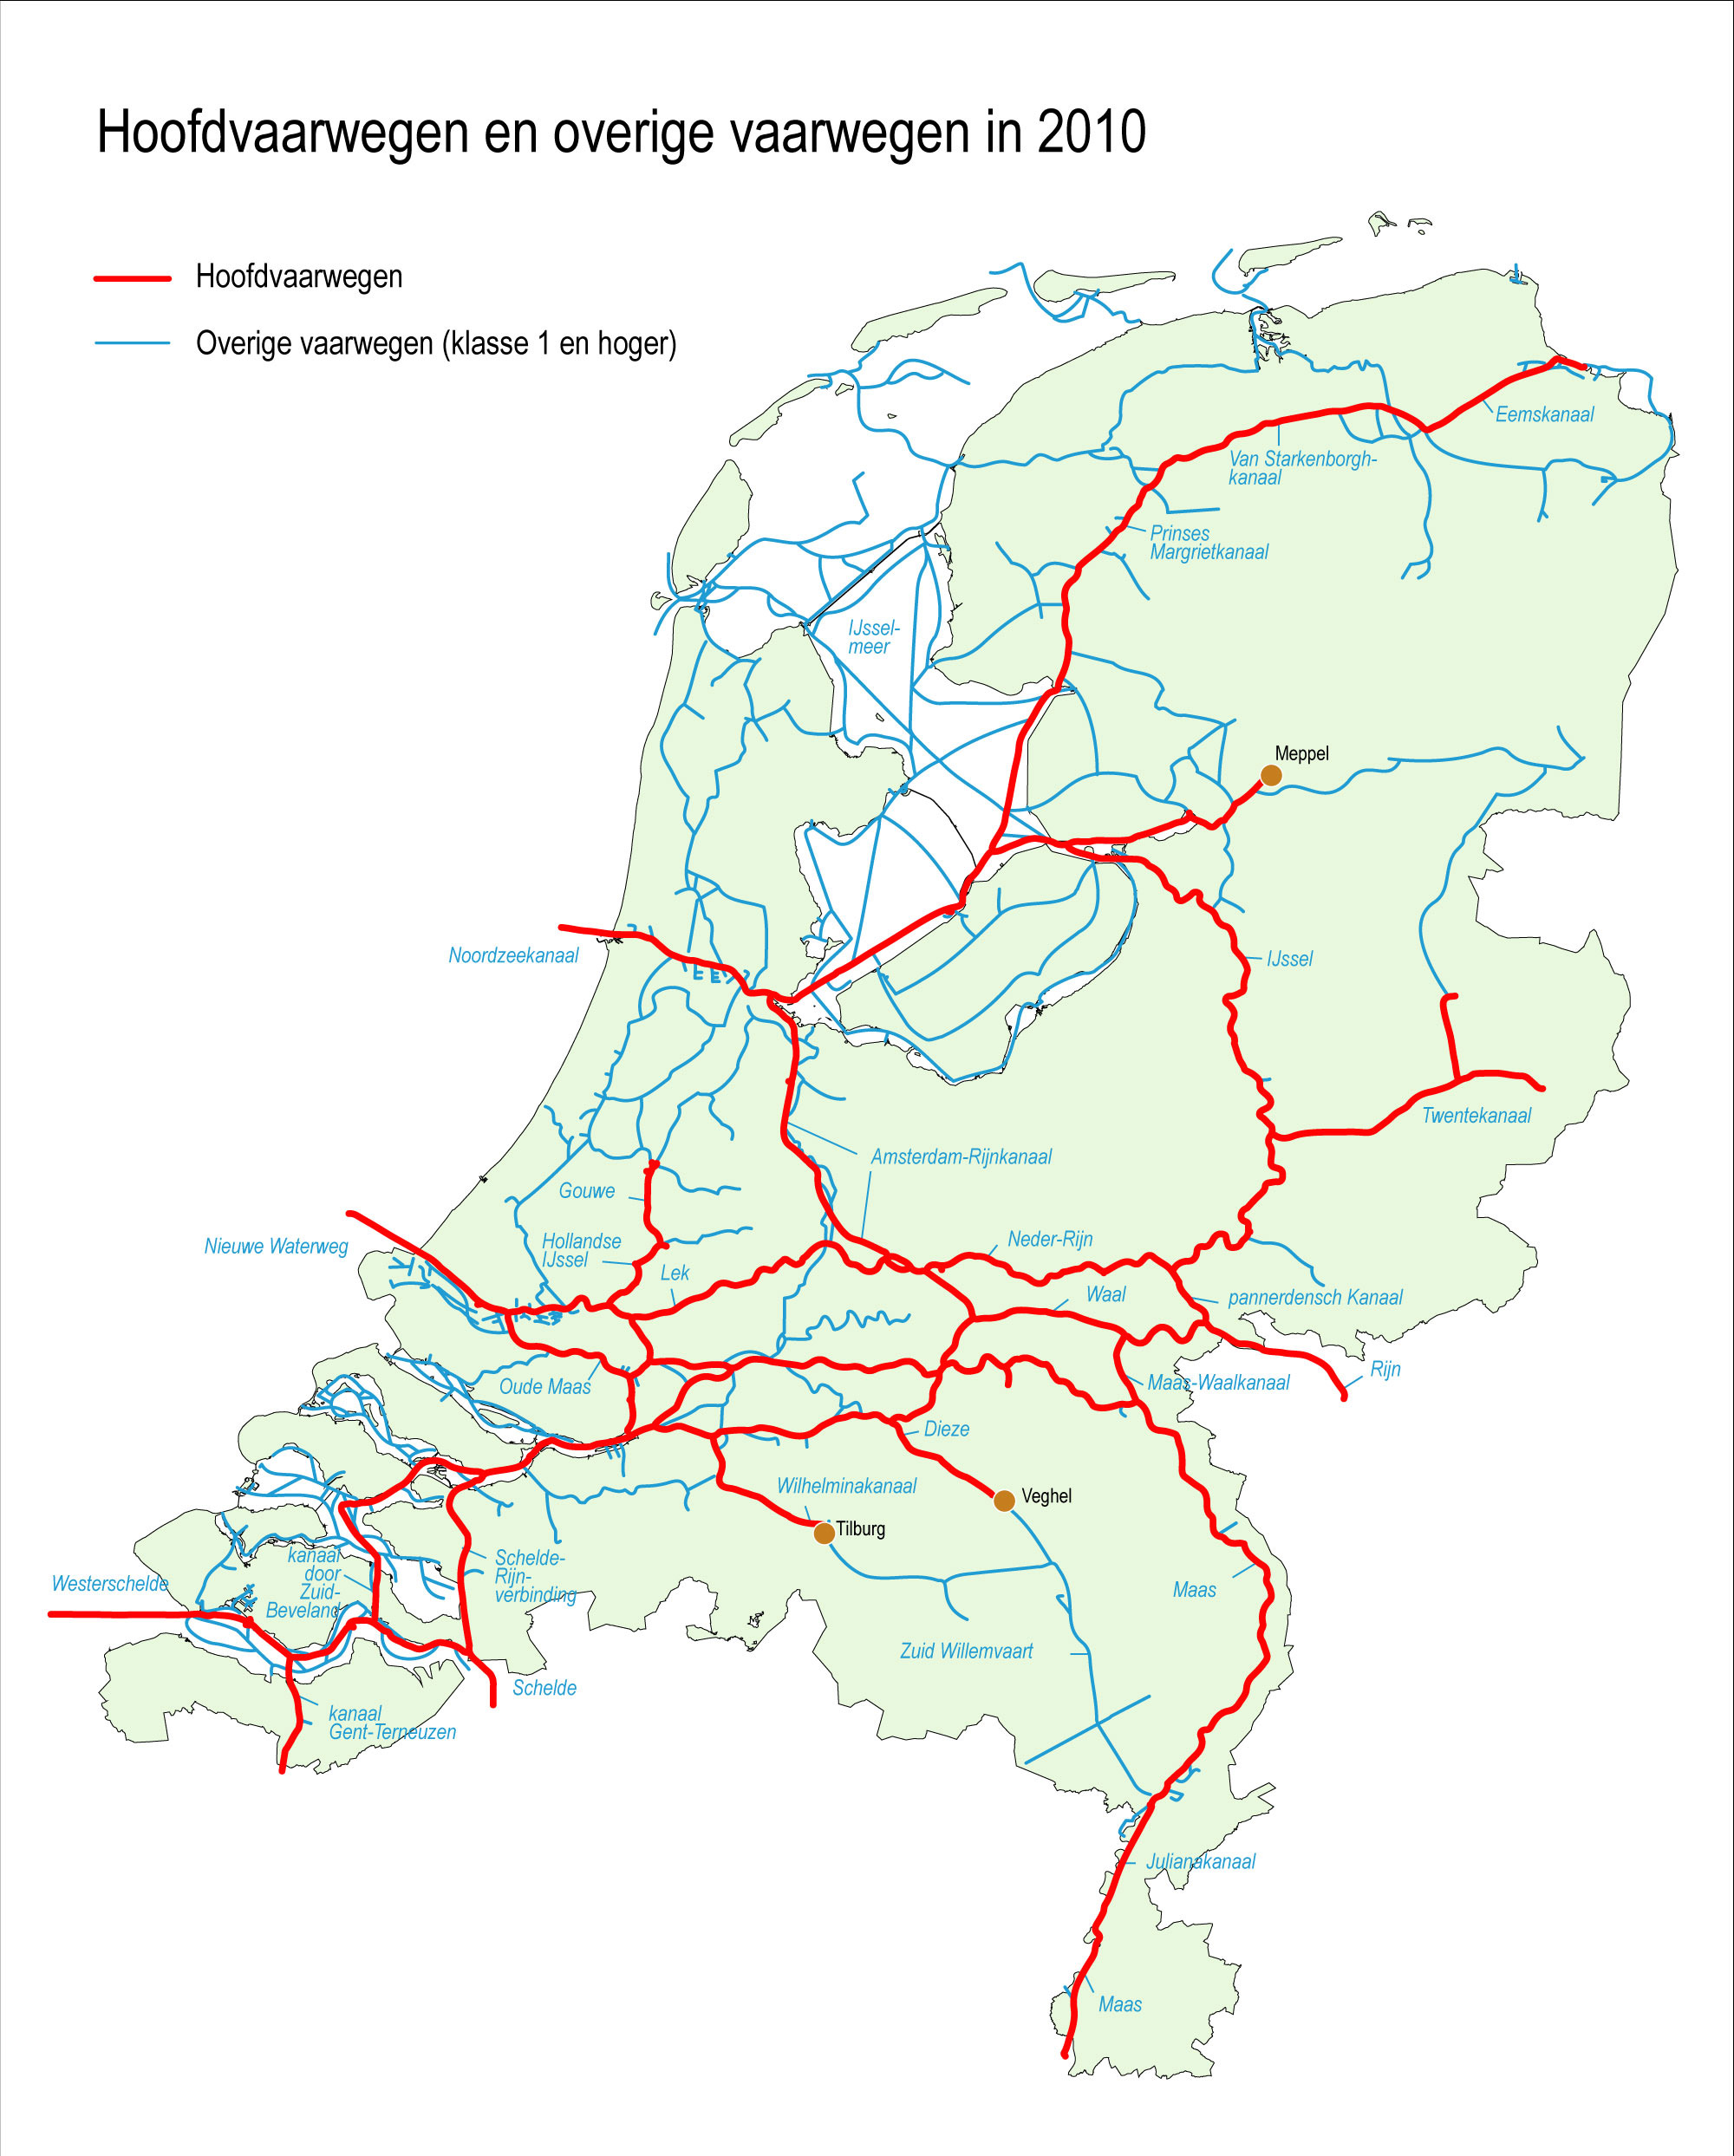 Hoofdvaarwegen en overige vaarwegen in 2010
Hoofdvaarwegen
Overige vaarwegen (klasse 1 en hoger)
Eemskanaal
Van Starkenborgh-
kanaal
Prinses
Margrietkanaal
IJssel-
meer
Meppel
Noordzeekanaal
IJssel
Twentekanaal
Amsterdam-Rijnkanaal
Gouwe
Nieuwe Waterweg
Hollandse
IJssel
Neder-Rijn
Lek
Waal
pannerdensch Kanaal
Rijn
Oude Maas
Maas-Waalkanaal
Dieze
Wilhelminakanaal
Veghel
Tilburg
kanaal
door
Zuid-
Beveland
Schelde-
Rijn-
verbinding
Westerschelde
Maas
Zuid Willemvaart
Schelde
kanaal
Gent-Terneuzen
Julianakanaal
Maas